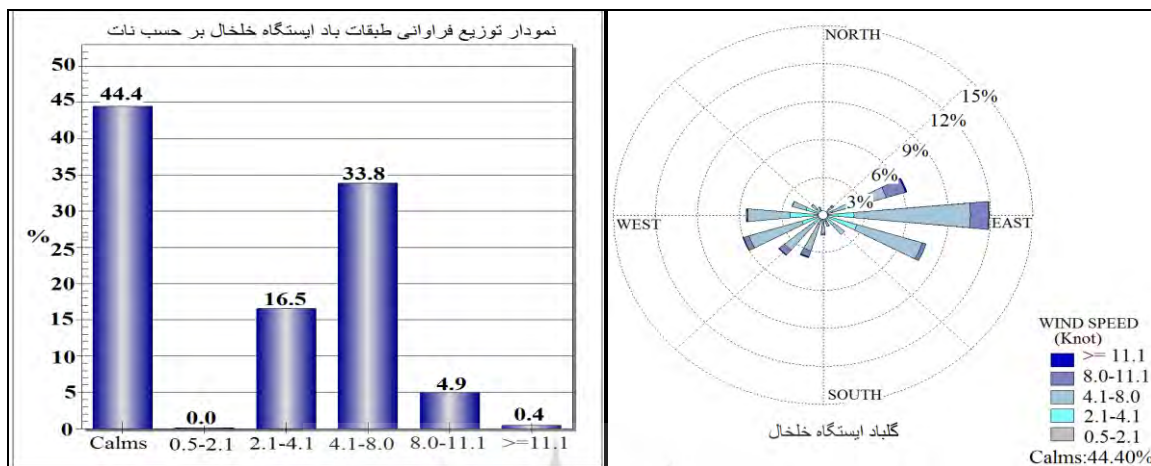 نمودار توزیع فراوانی طبقات باد ایستگاه خلخال بر حسب نات
50
45
40
35
30
25
20
15
10
5
0
%
44.4
0.0
16.5
33.8
4.9
0.4
Calms 0.5-2.1 2.1-4.1 4.1-8.0 8.0-11.1 >=11.1
NORTH
15%
12%
9%
6%
3%
WEST
EAST
SOUTH
WIND SPEED
(Knot)
>= 11.1
8.0-11.1
4.1-8.0
2.1-4.1
0.5-2.1
Calms:44.40%
گلباد ایستگاه خلخال